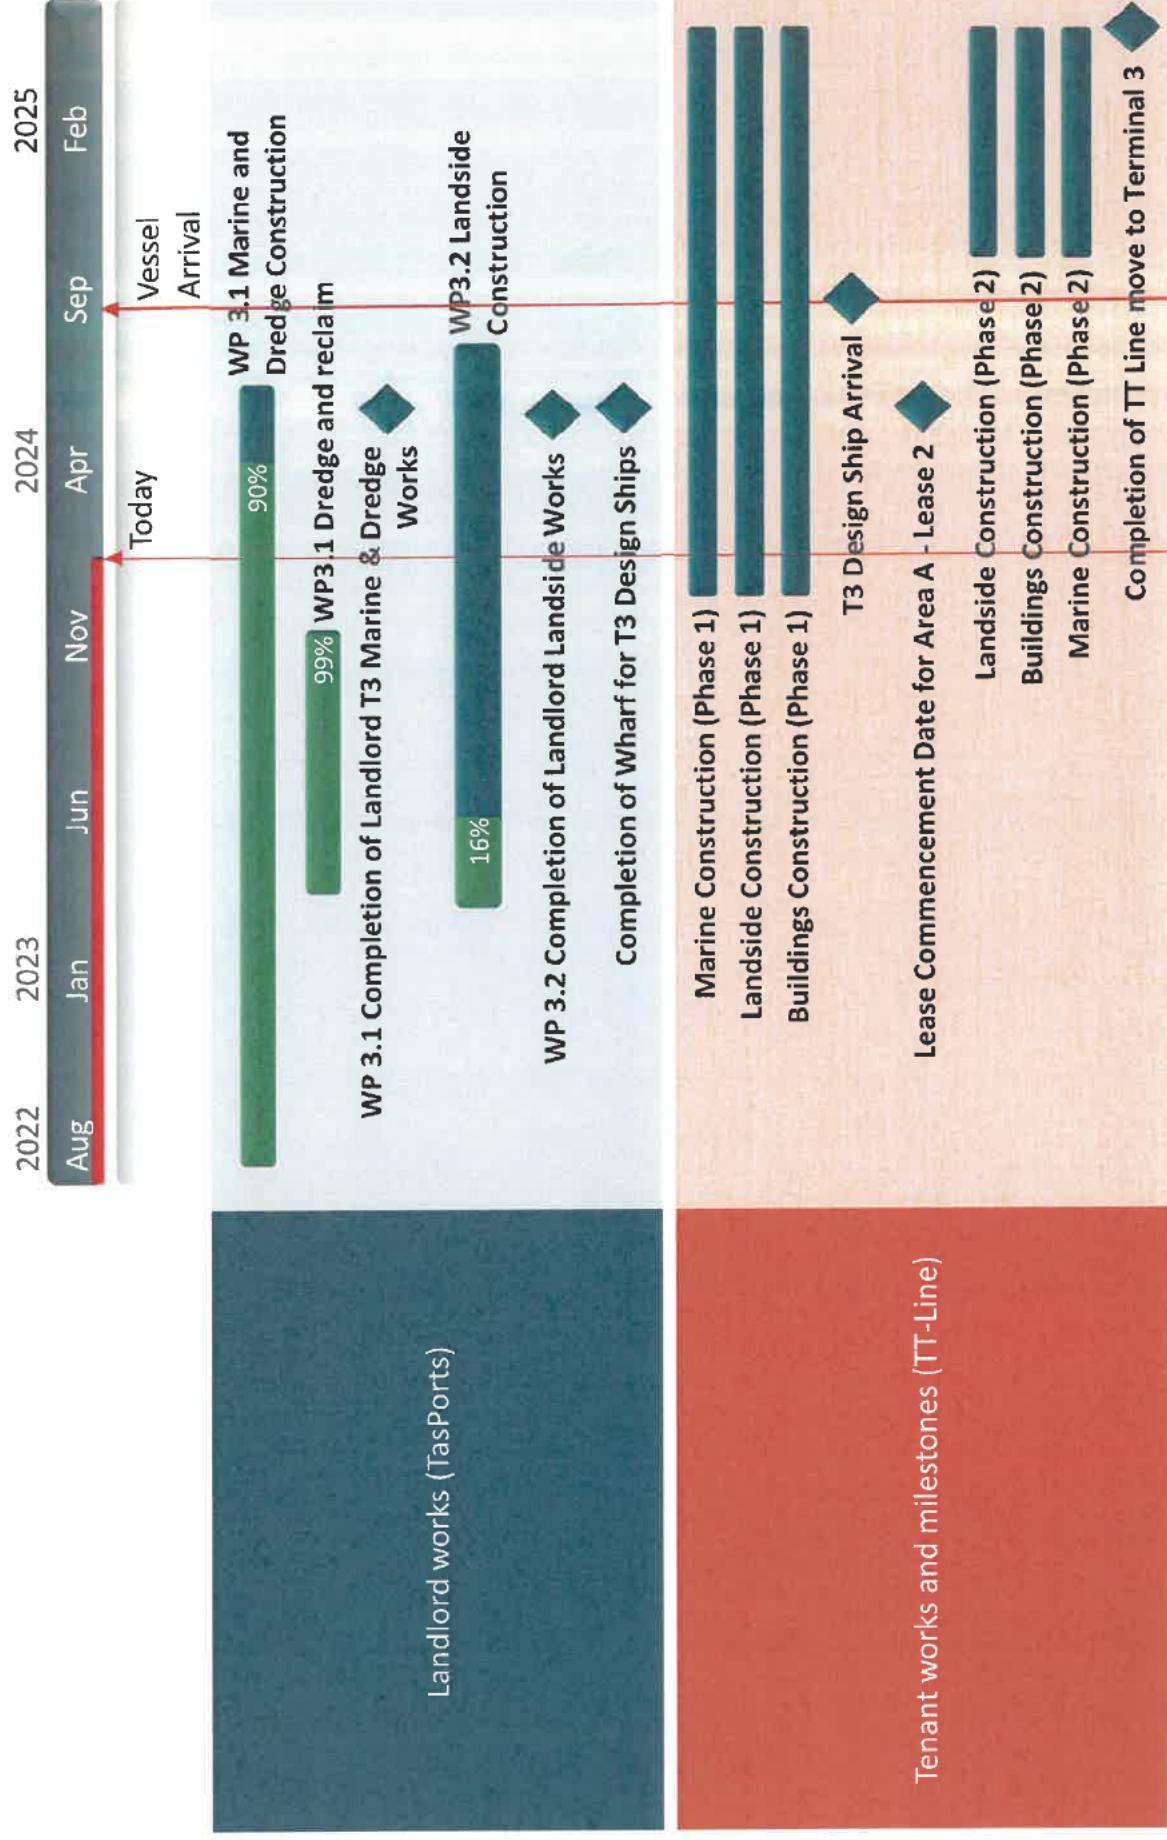 2022
2023
2024
2025
Aug
Jan
Jun
Nov
Apr
Sep
Feb
Today
Vessel
Arrival
Landlord works (TasPorts)
90%
WP 3.1 Marine and
Dredge Construction
99%
WP3.1 Dredge and reclaim
WP 3.1 Completion of Landlord T3 Marine & Dredge
Works
16%
WP3.2 Landside
Construction
WP 3.2 Completion of Landlord Landside Works
Completion of Wharf for T3 Design Ships
Tenant works and milestones (TT-Line)
Marine Construction (Phase 1)
Landside Construction (Phase 1)
Buildings Construction (Phase 1)
T3 Design Ship Arrival
Lease Commencement Date for Area A - Lease 2
Landside Construction (Phase 2)
Buildings Construction (Phase 2)
Marine Construction (Phase 2)
Completion of TT Line move to Terminal 3